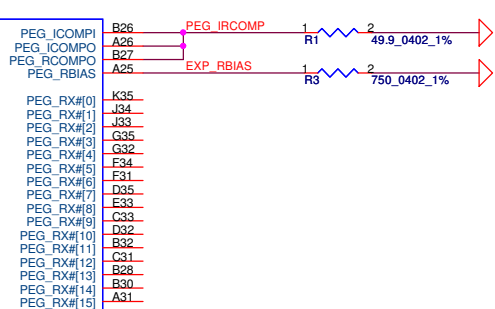 PEG_ICOMPI B26 PEG_IRCOMP 1 R1 2 49.9_0402_1%
PEG_ICOMPO A26
PEG_RCOMPO B27
PEG_RBIAS A25 EXP_RBIAS 1 R3 2 750_0402_1%
PEG_RX#[0] K35
PEG_RX#[1] J34
PEG_RX#[2] J33
PEG_RX#[3] G35
PEG_RX#[4] G32
PEG_RX#[5] F34
PEG_RX#[6] F31
PEG_RX#[7] D35
PEG_RX#[8] E33
PEG_RX#[9] C33
PEG_RX#[10] D32
PEG_RX#[11] B32
PEG_RX#[12] C31
PEG_RX#[13] B28
PEG_RX#[14] B30
PEG_RX#[15] A31